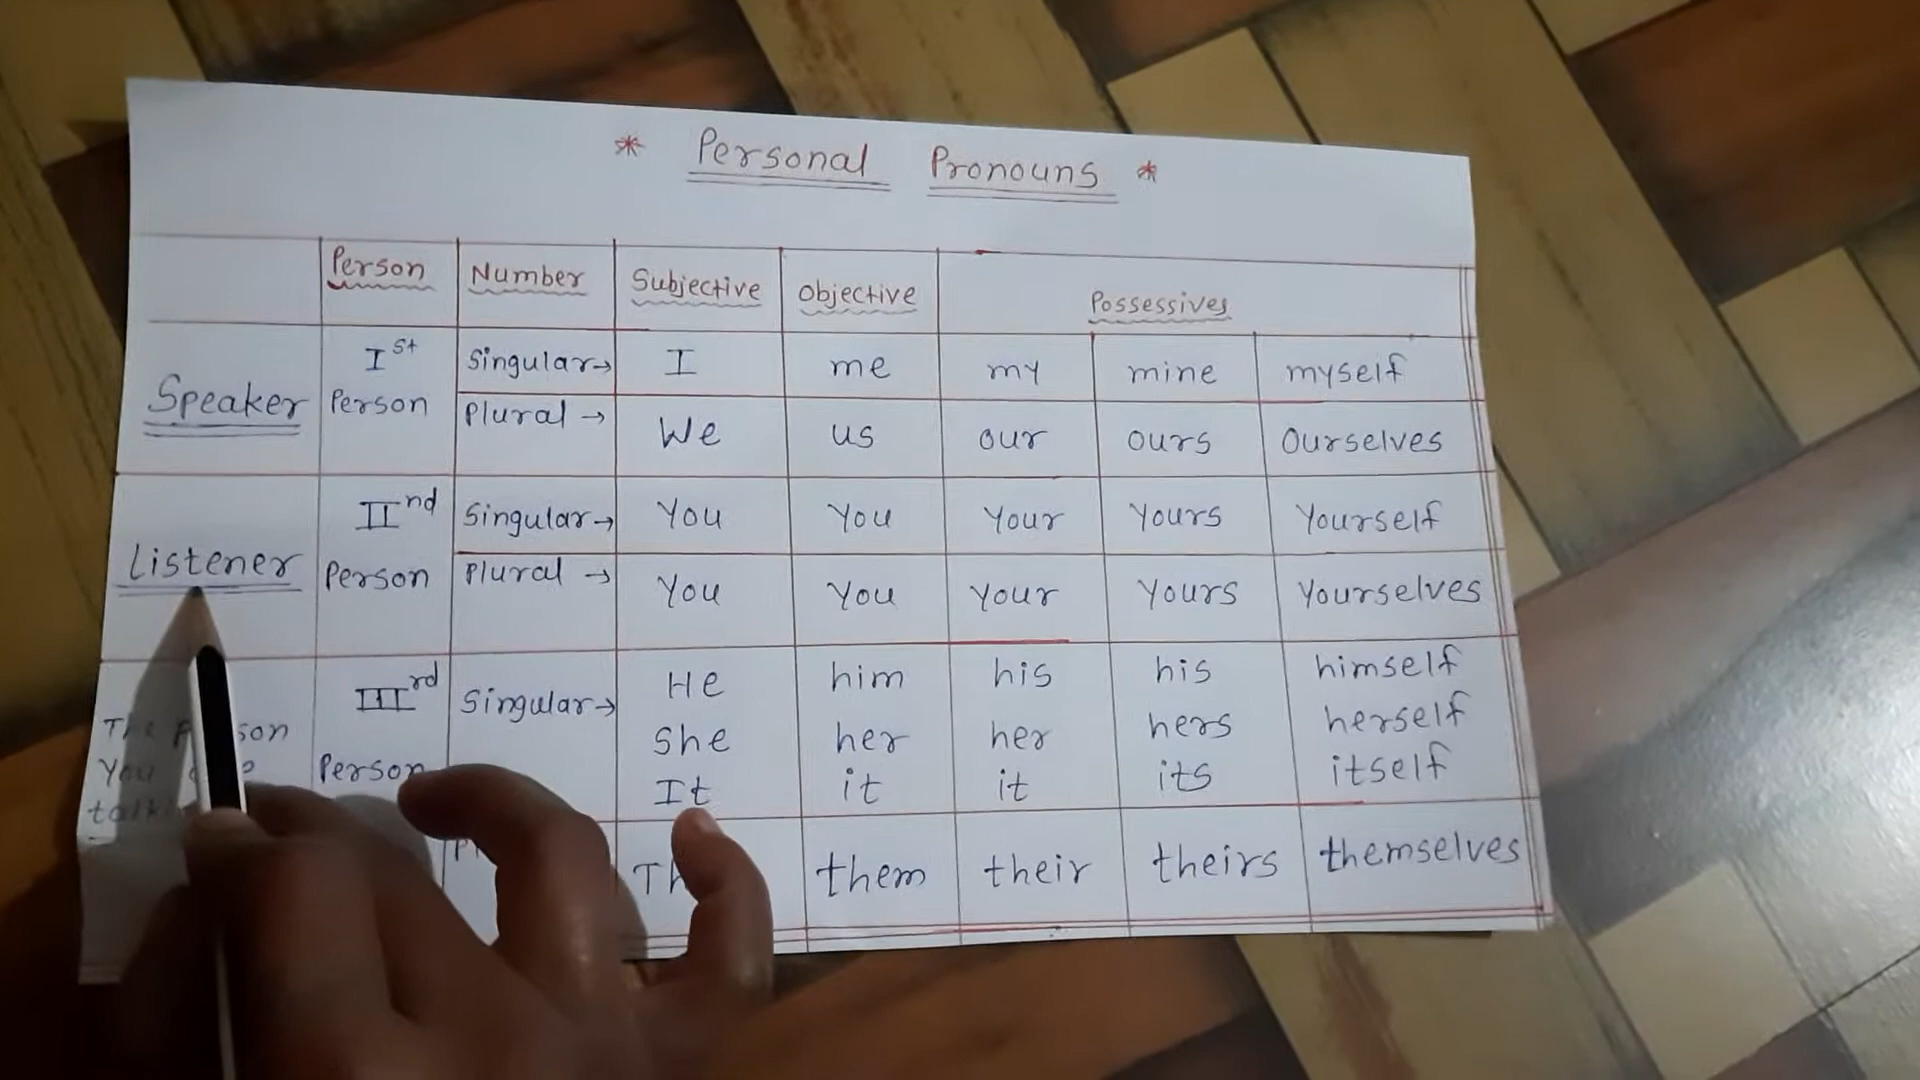 * Personal Pronouns *
Person Number Subjective Objective Possessives
Speaker Ist Person Singular→ I me my mine myself
Plural → We us our ours ourselves
Listener IInd Person Singular→ You You Your Yours Yourself
Plural → You You Your Yours Yourselves
The IIIrd Person Singular→ He him his his himself
You She her her hers herself
It it it its itself
them their theirs themselves